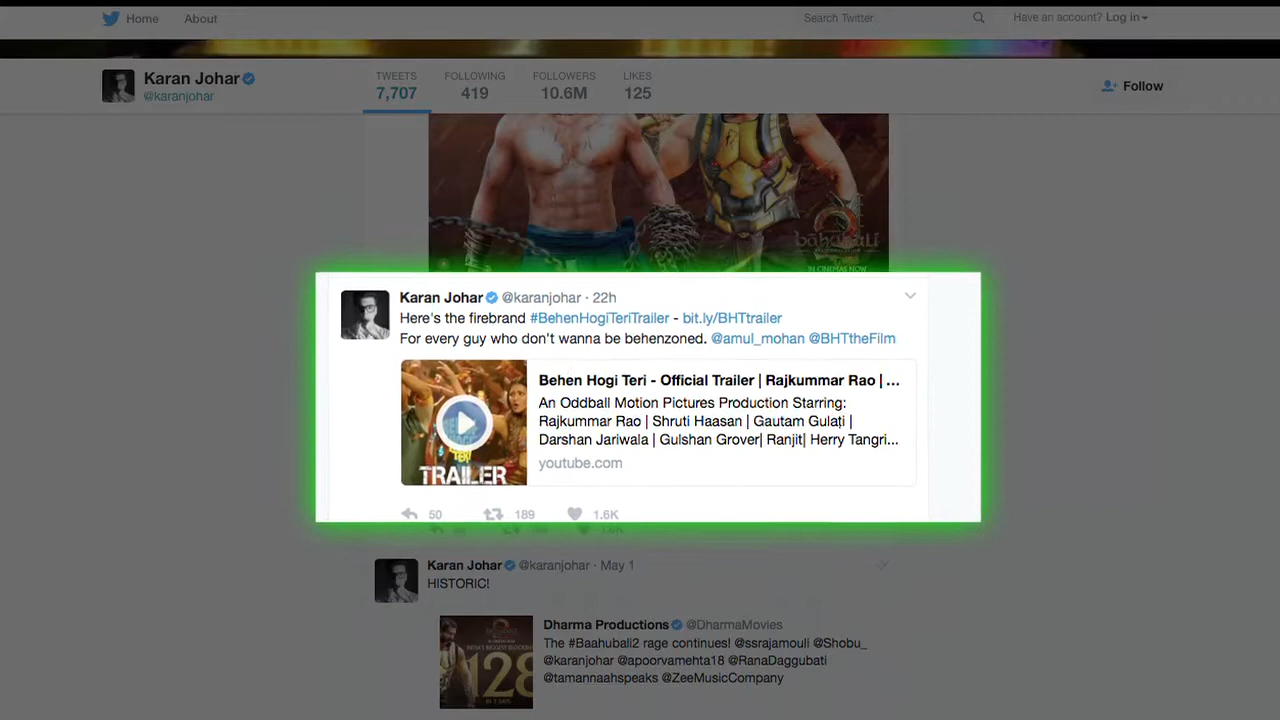 Home
About
Search Twitter
Have an account? Log in
Karan Johar
@karanjohar
TWEETS
7,707
FOLLOWING
419
FOLLOWERS
10.6M
LIKES
125
Follow
bāhubali
2
IN CINEMAS NOW
Karan Johar @karanjohar · 22h
Here's the firebrand #BehenHogiTeriTrailer - bit.ly/BHTtrailer
For every guy who don't wanna be behenzoned. @amul_mohan @BHTtheFilm
TERI
TRAILER
Behen Hogi Teri - Official Trailer | Rajkummar Rao | ...
An Oddball Motion Pictures Production Starring:
Rajkummar Rao | Shruti Haasan | Gautam Gulati |
Darshan Jariwala | Gulshan Grover| Ranjit| Herry Tangri...
youtube.com
50
189
1.6K
Karan Johar @karanjohar · May 1
HISTORIC!
128
Dharma Productions @DharmaMovies
The #Baahubali2 rage continues! @ssrajamouli @Shobu_
@karanjohar @apoorvamehta18 @RanaDaggubati
@tamannaahspeaks @ZeeMusicCompany